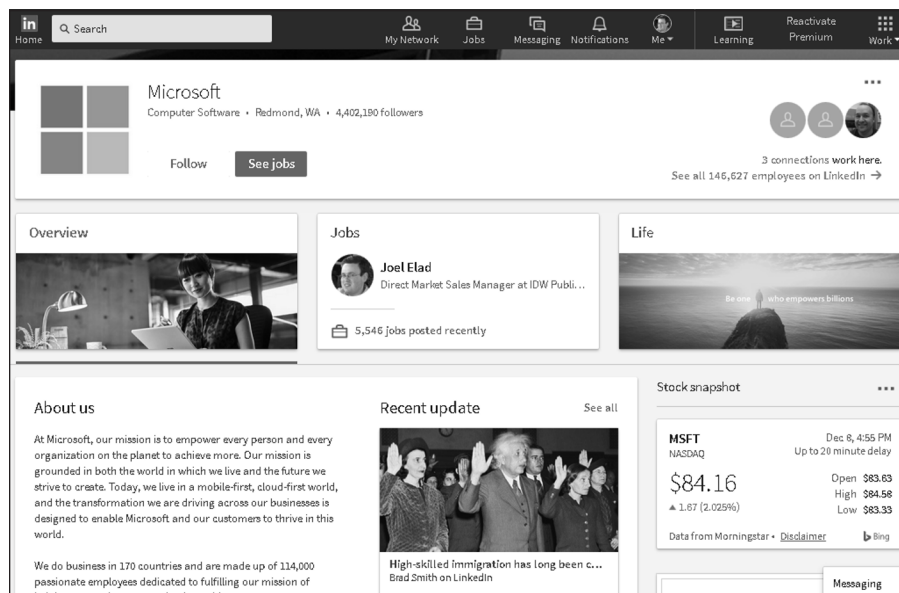 in
Home
Search
My Network
Jobs
Messaging
Notifications
Me
Learning
Reactivate
Premium
Work
Microsoft
Computer Software • Redmond, WA • 4,402,190 followers
Follow
See jobs
3 connections work here.
See all 146,627 employees on LinkedIn →
Overview
Jobs
Joel Elad
Direct Market Sales Manager at IDW Publi...
5,546 jobs posted recently
Life
Be one who empowers billions
About us
At Microsoft, our mission is to empower every person and every
organization on the planet to achieve more. Our mission is
grounded in both the world in which we live and the future we
strive to create. Today, we live in a mobile-first, cloud-first world,
and the transformation we are driving across our businesses is
designed to enable Microsoft and our customers to thrive in this
world.
We do business in 170 countries and are made up of 114,000
passionate employees dedicated to fulfilling our mission of
Recent update
See all
High-skilled immigration has long been c...
Brad Smith on LinkedIn
Stock snapshot
MSFT
NASDAQ
Dec 6, 4:55 PM
Up to 20 minute delay
$84.16
▲ 1.67 (2.025%)
Open $83.63
High $84.58
Low $83.33
Data from Morningstar • Disclaimer
Bing
Messaging